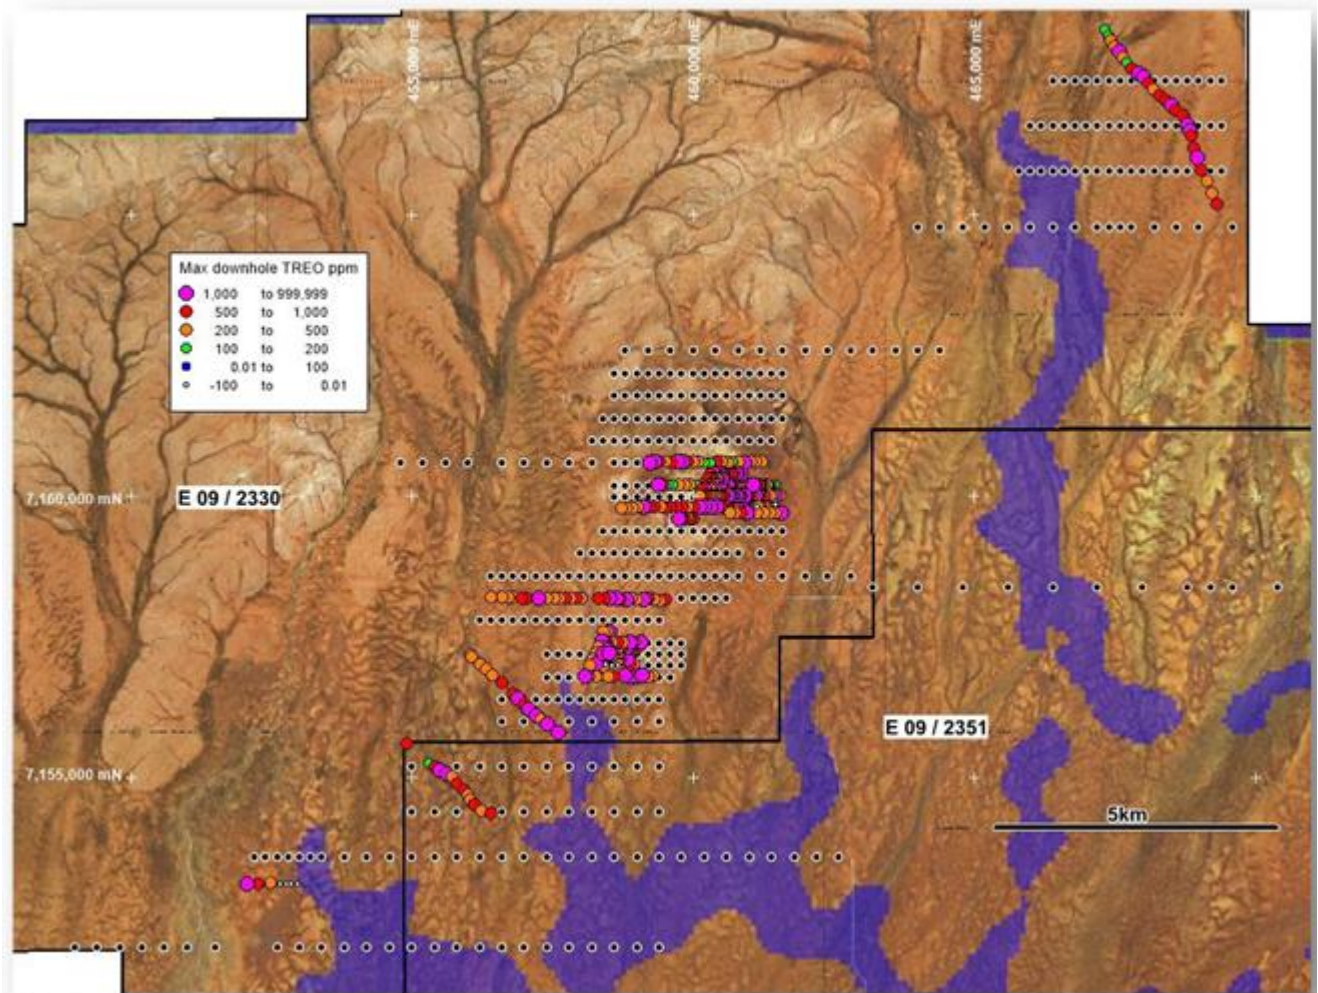 465,000 mE
460,000 mE
465,000 mE
Max downhole TREO ppm
1,000 to 999,999
500 to 1,000
200 to 500
100 to 200
0.01 to 100
-100 to 0.01
7,160,000 mN
E 09 / 2330
E 09 / 2351
7,155,000 mN
5km